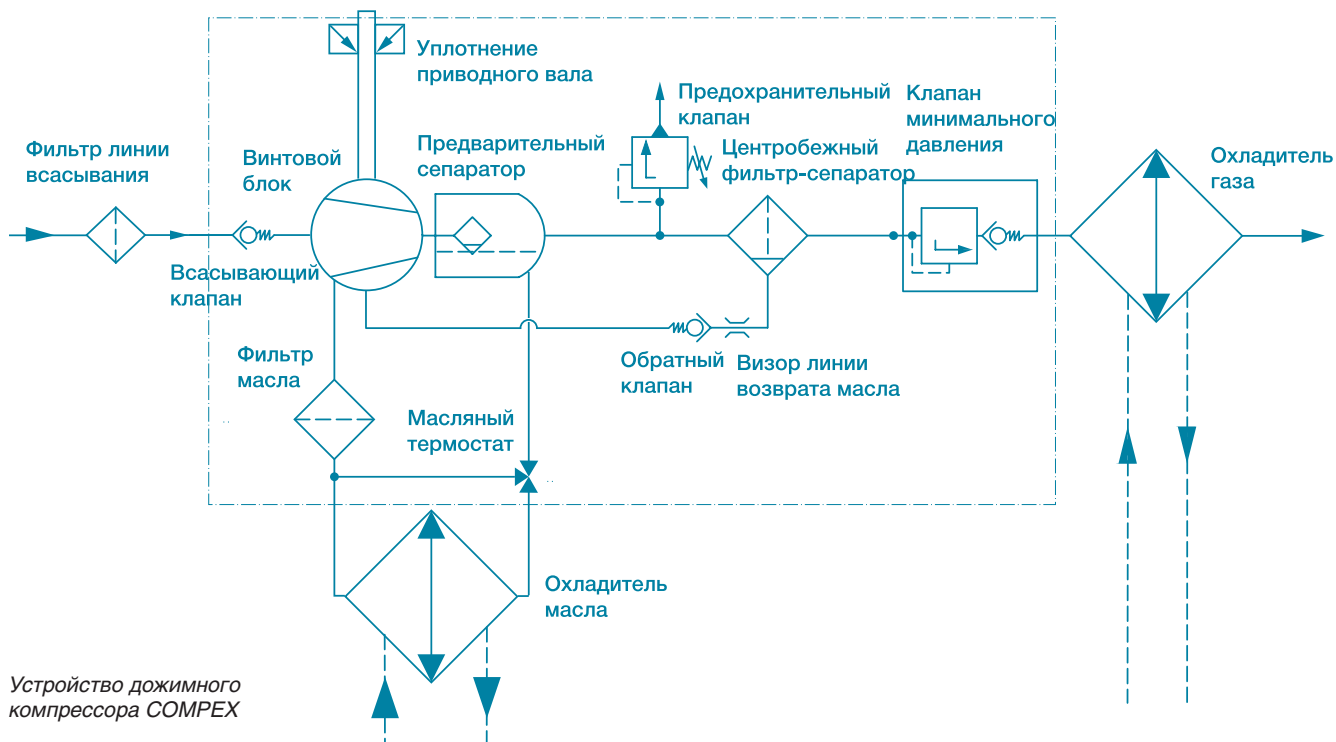 Уплотнение
приводного вала
Предохранительный
клапан
Клапан
минимального
давления
Фильтр линии
всасывания
Винтовой
блок
Предварительный
сепаратор
Центробежный
фильтр-сепаратор
Охладитель
газа
Всасывающий
клапан
Фильтр
масла
Обратный
клапан
Визор линии
возврата масла
Масляный
термостат
Охладитель
масла
Устройство дожимного
компрессора COMPEX